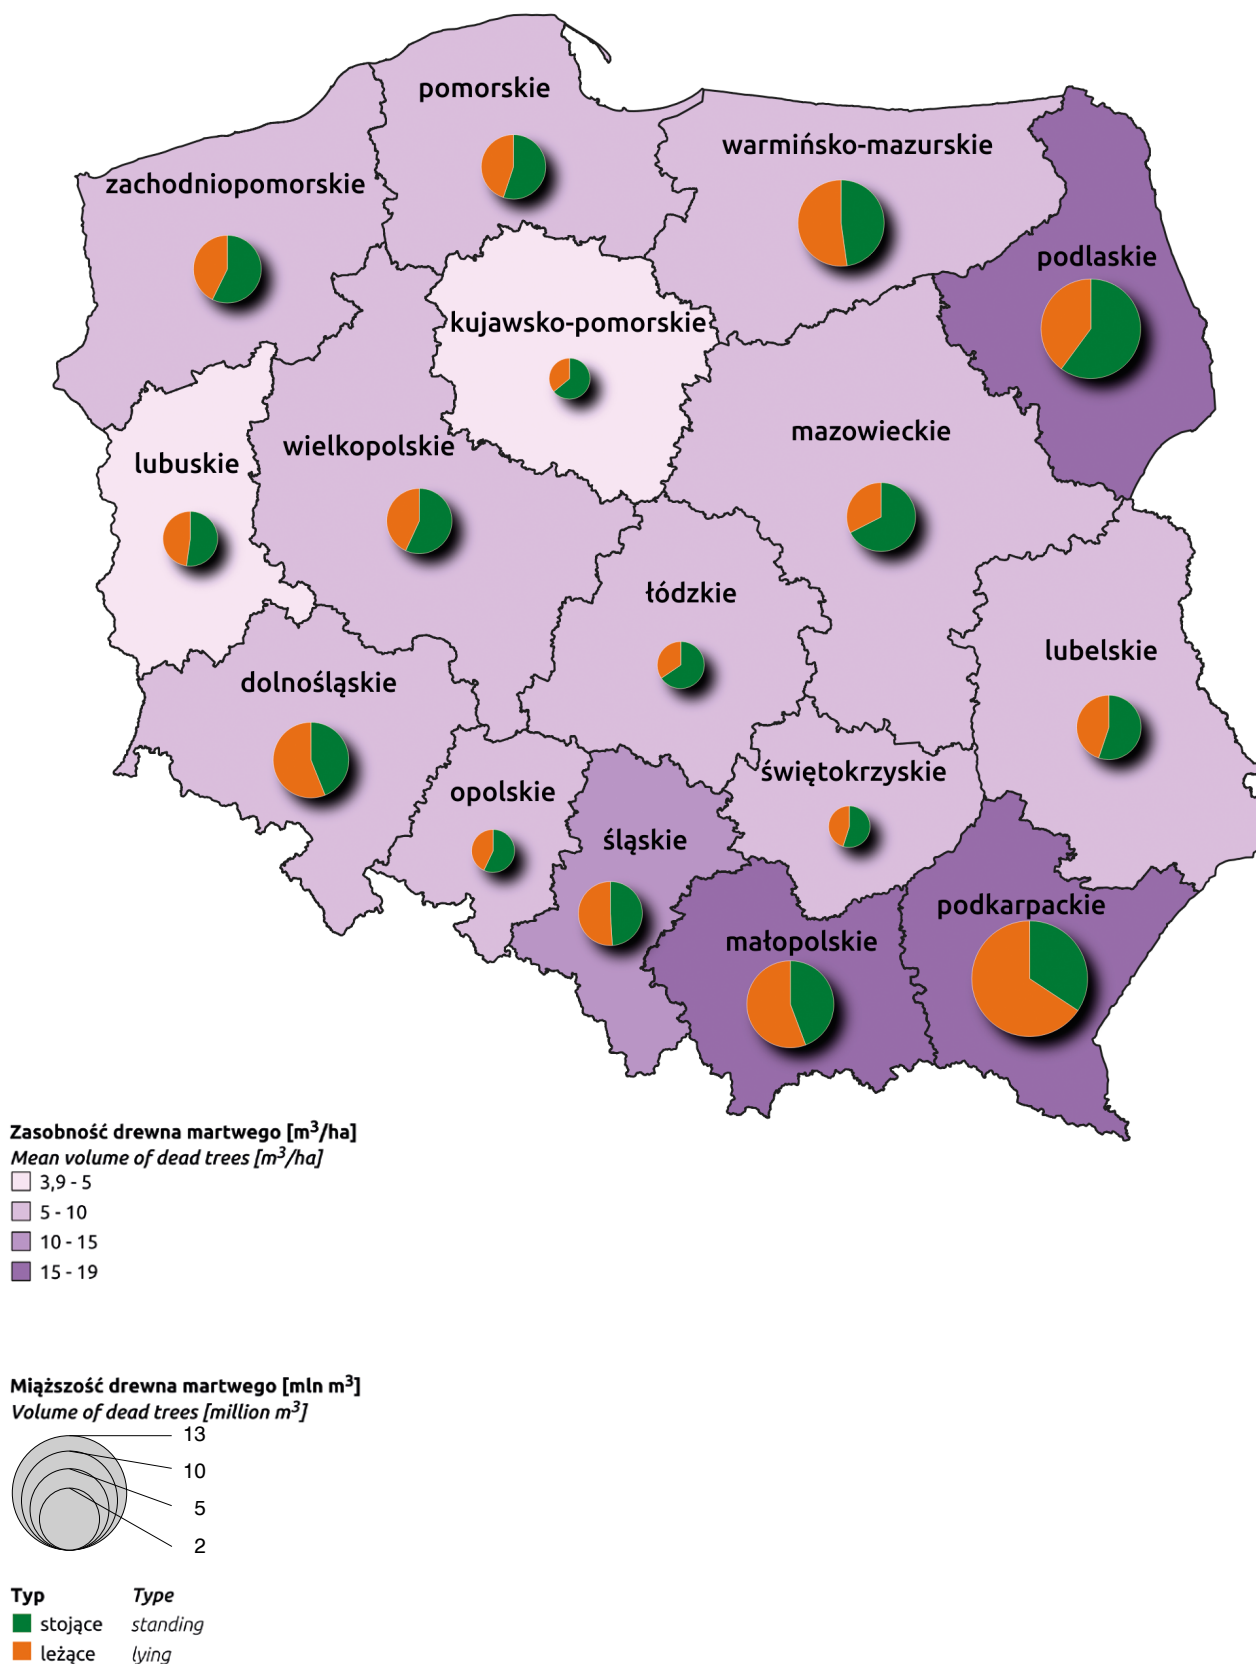 pomorskie
warmińsko-mazurskie
zachodniopomorskie
podlaskie
kujawsko-pomorskie
mazowieckie
wielkopolskie
lubuskie
łódzkie
lubelskie
dolnośląskie
świętokrzyskie
opolskie
śląskie
podkarpackie
małopolskie
Zasobność drewna martwego [m³/ha]
Mean volume of dead trees [m³/ha]
3,9 - 5
5 - 10
10 - 15
15 - 19
Miąższość drewna martwego [mln m³]
Volume of dead trees [million m³]
13
10
5
2
Typ Type
stojące standing
leżące lying